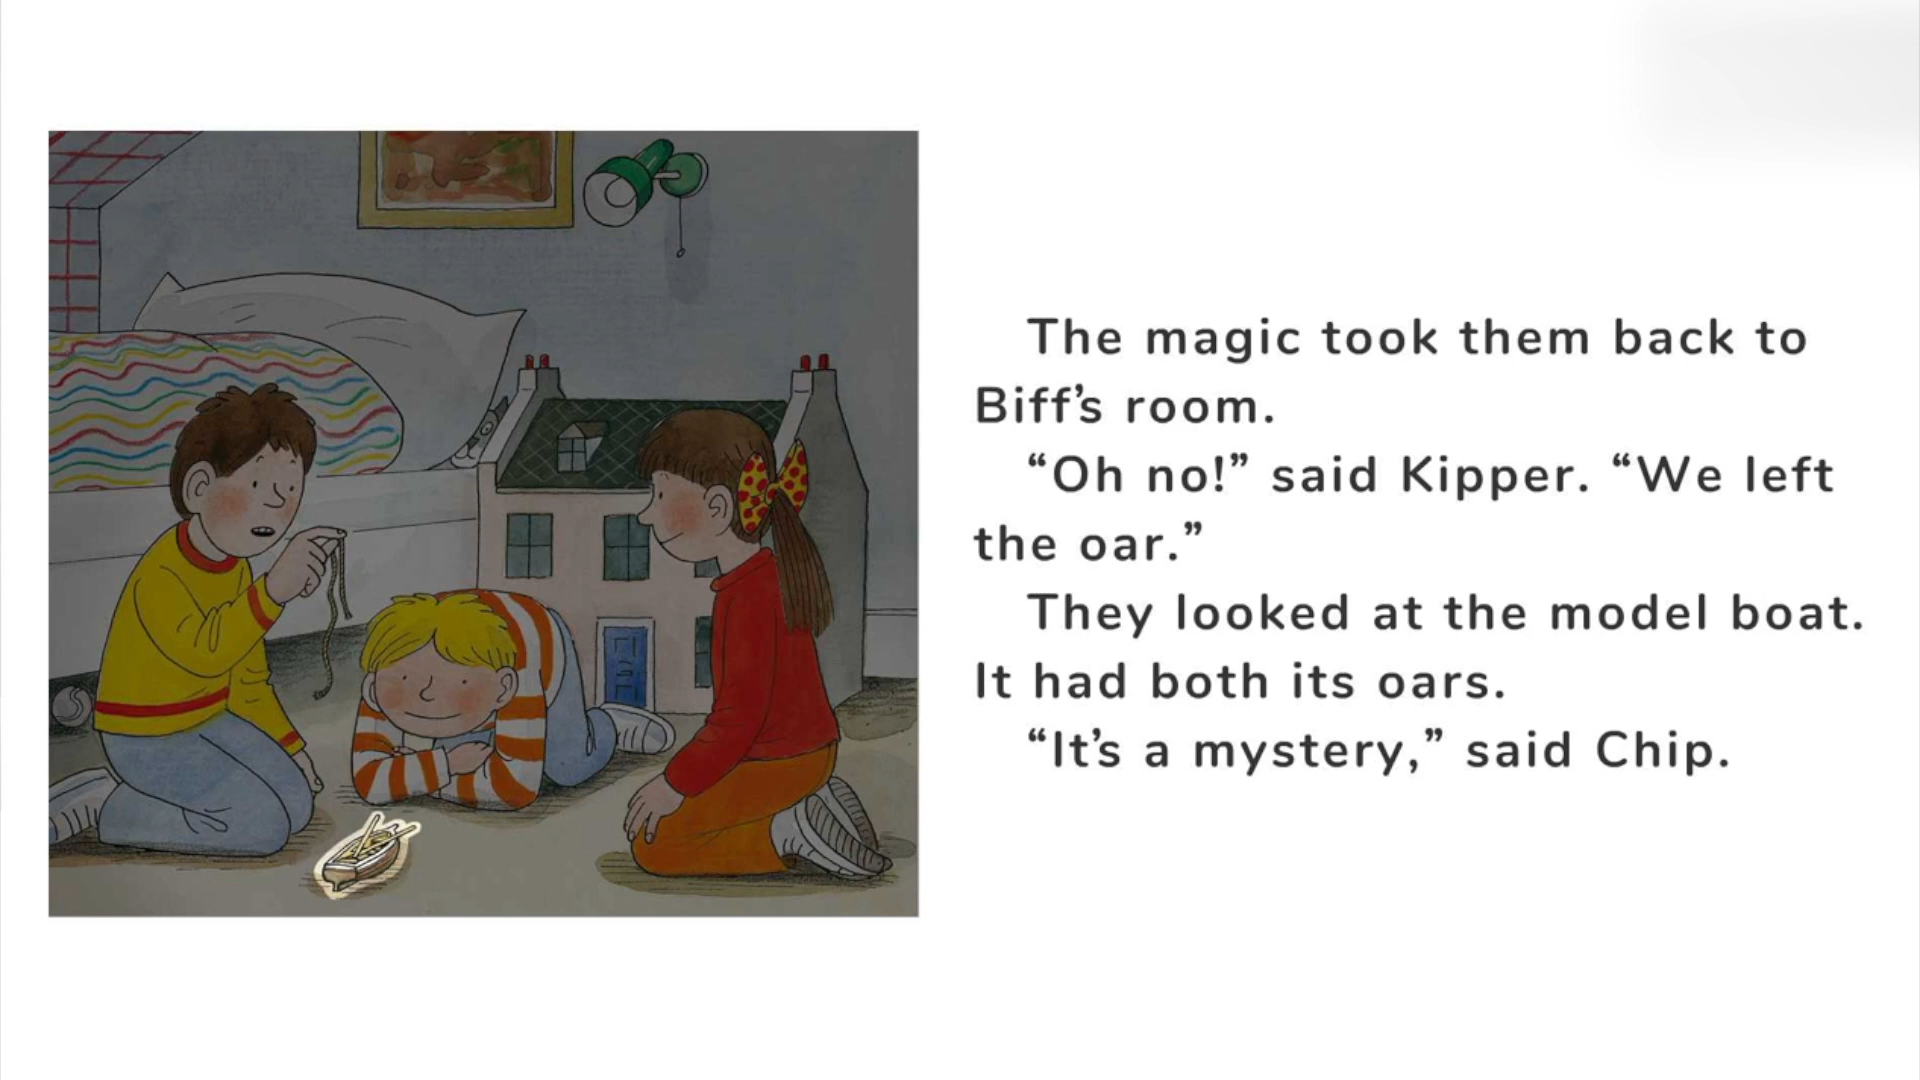 The magic took them back to
Biff’s room.
“Oh no!” said Kipper. “We left
the oar.”
They looked at the model boat.
It had both its oars.
“It’s a mystery,” said Chip.